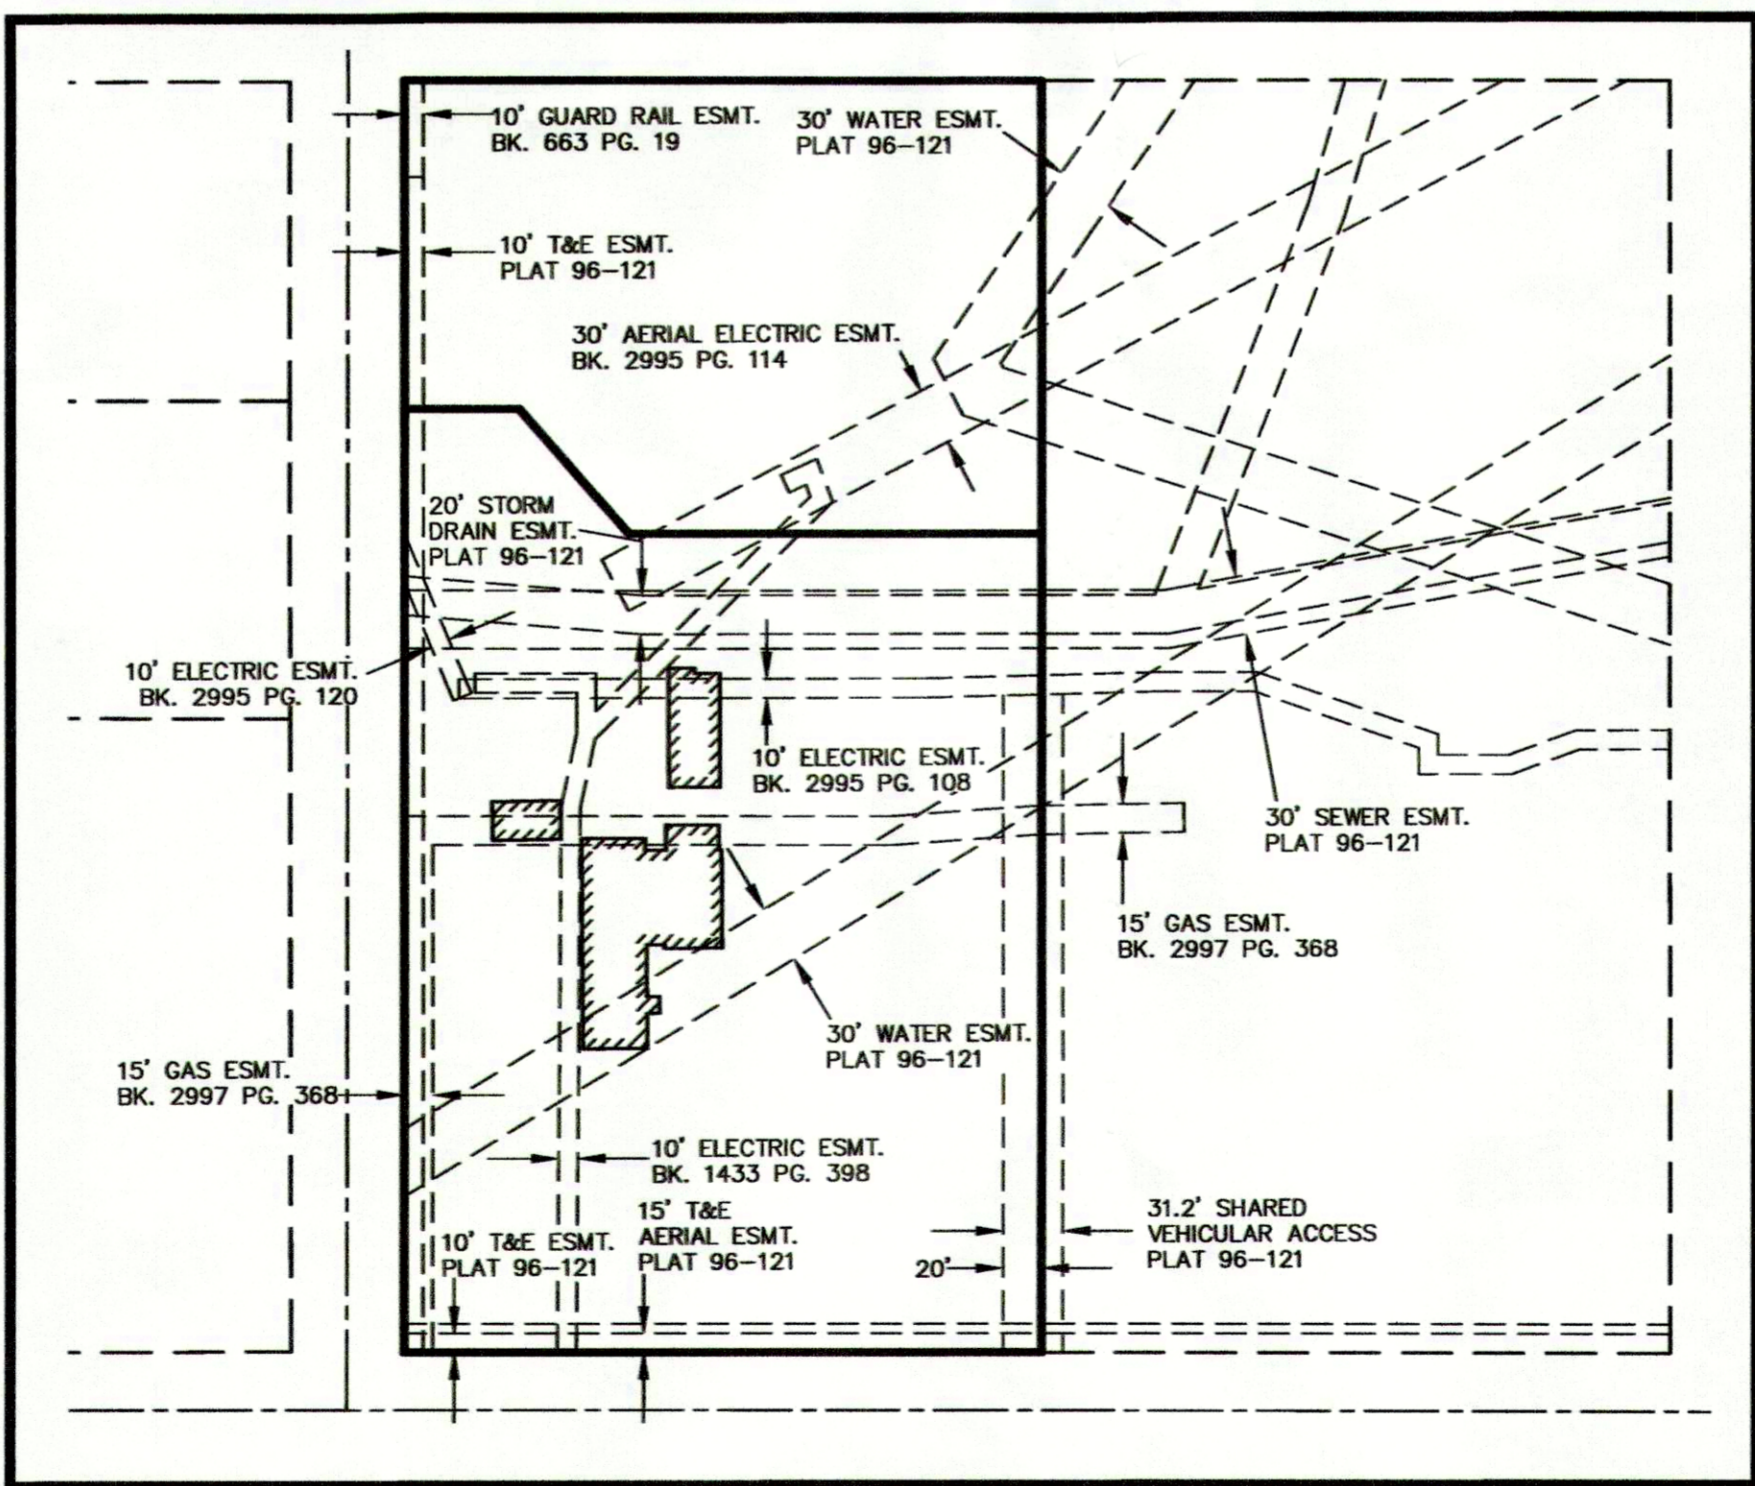 10' GUARD RAIL ESMT.
BK. 663 PG. 19
30' WATER ESMT.
PLAT 96-121
10' T&E ESMT.
PLAT 96-121
30' AERIAL ELECTRIC ESMT.
BK. 2995 PG. 114
20' STORM
DRAIN ESMT.
PLAT 96-121
10' ELECTRIC ESMT.
BK. 2995 PG. 120
10' ELECTRIC ESMT.
BK. 2995 PG. 108
30' SEWER ESMT.
PLAT 96-121
15' GAS ESMT.
BK. 2997 PG. 368
30' WATER ESMT.
PLAT 96-121
15' GAS ESMT.
BK. 2997 PG. 368
10' ELECTRIC ESMT.
BK. 1433 PG. 398
15' T&E
AERIAL ESMT.
PLAT 96-121
10' T&E ESMT.
PLAT 96-121
31.2' SHARED
VEHICULAR ACCESS
PLAT 96-121
20'